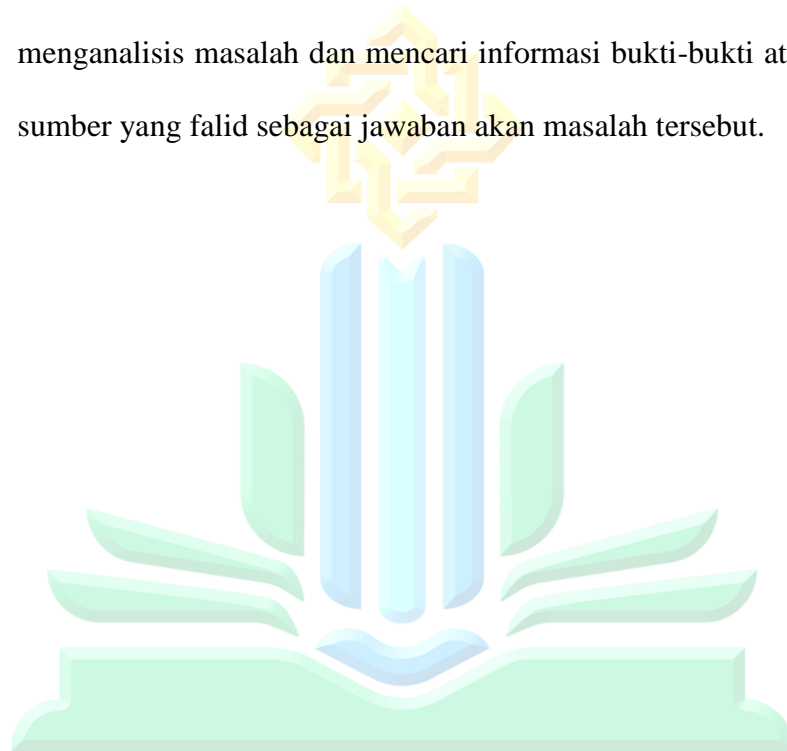 menganalisis masalah dan mencari informasi bukti-bukti at
sumber yang falid sebagai jawaban akan masalah tersebut.